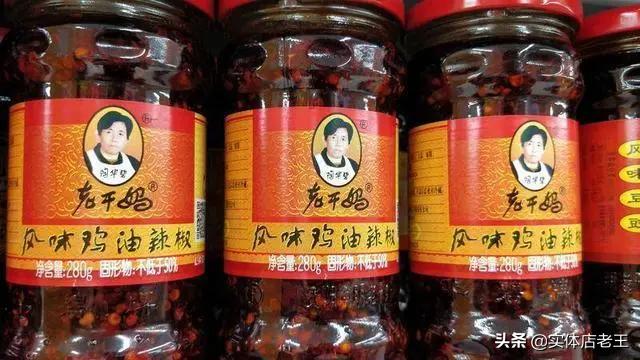 陶华碧
老干妈®
风味鸡油辣椒
净含量:280g 固形物:不低于50%
陶华碧
老干妈®
风味鸡油辣椒
净含量:280g 固形物:不低于50%
陶华碧
老干妈®
风味鸡油辣椒
净含量:280g 固形物:不低于50%
风
味
豆
豉
头条 @实体店老王